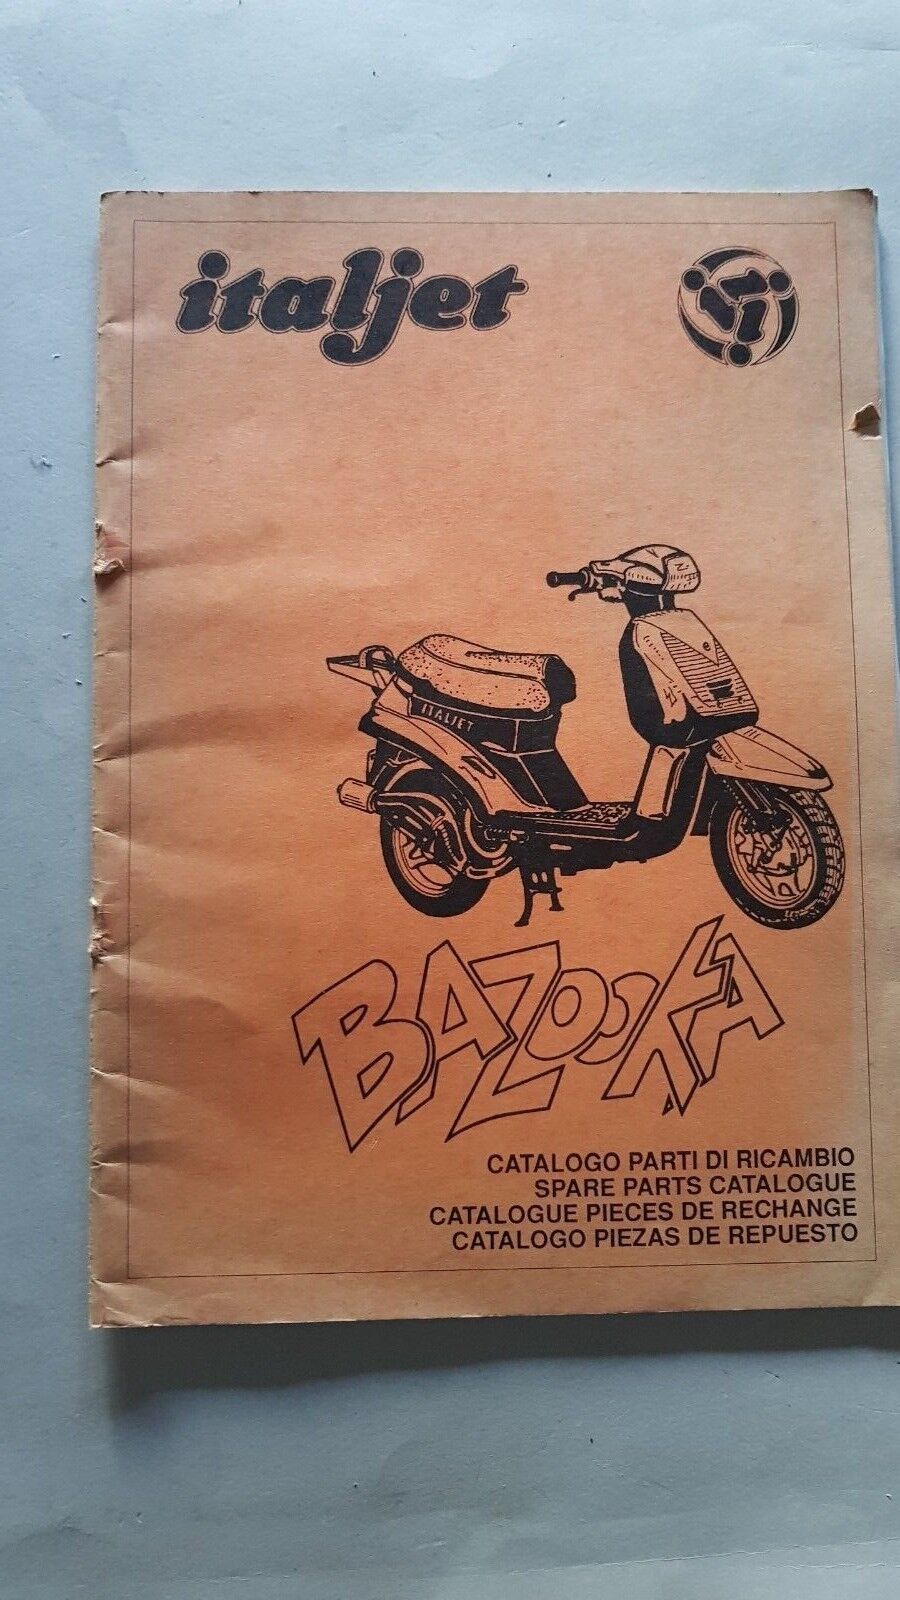 italjet
ITALJET
BAZOOKA
CATALOGO PARTI DI RICAMBIO
SPARE PARTS CATALOGUE
CATALOGUE PIECES DE RECHANGE
CATALOGO PIEZAS DE REPUESTO